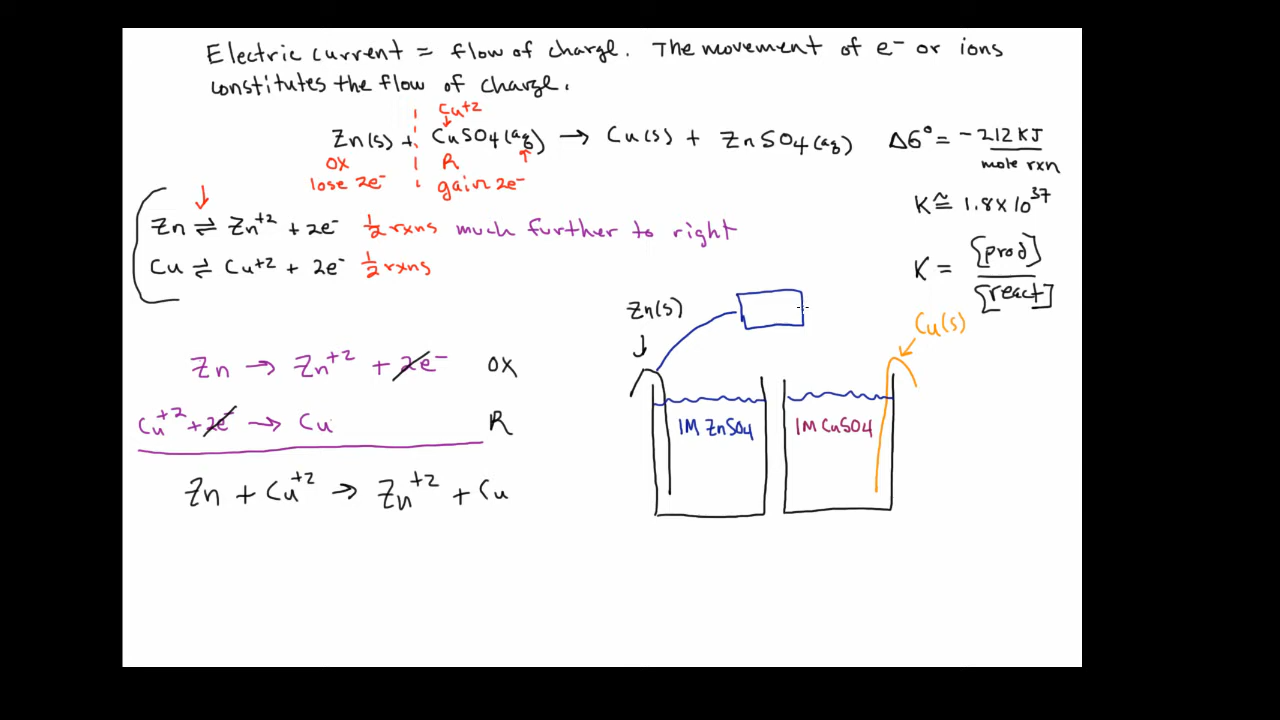 Electric current = flow of charge. The movement of e⁻ or ions
constitutes the flow of charge.
Cu⁺²
Zn(s) + CuSO4(aq) → Cu(s) + ZnSO4(aq) ΔG° = -212 KJ / mole rxn
OX R
lose 2e⁻ gain 2e⁻
K ≅ 1.8 x 10³⁷
Zn ⇌ Zn⁺² + 2e⁻ 1/2 rxns much further to right
Cu ⇌ Cu⁺² + 2e⁻ 1/2 rxns
K = [prod] / [react]
Zn(s)
Cu(s)
Zn → Zn⁺² + 2e⁻ OX
Cu⁺² + 2e⁻ → Cu R
1M ZnSO4 1M CuSO4
Zn + Cu⁺² → Zn⁺² + Cu